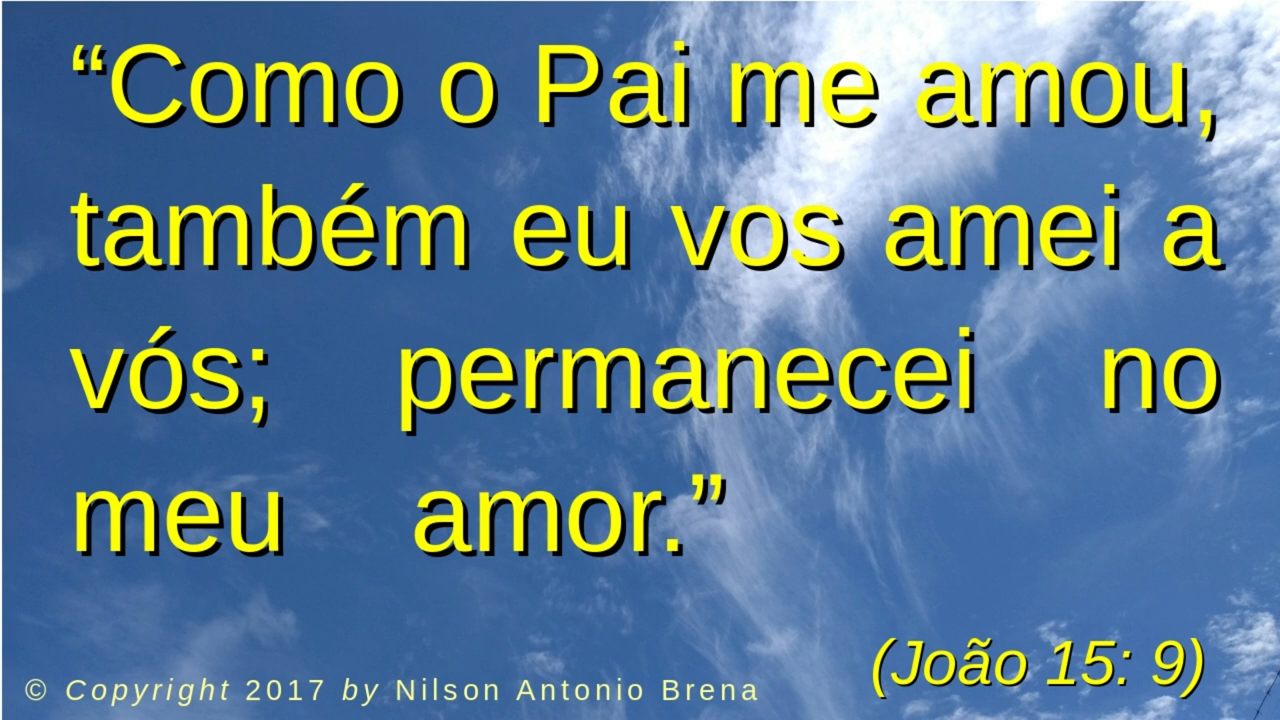 “Como o Pai me amou,
também eu vos amei a
vós; permanecei no
meu amor.”
(João 15: 9)
© Copyright 2017 by Nilson Antonio Brena